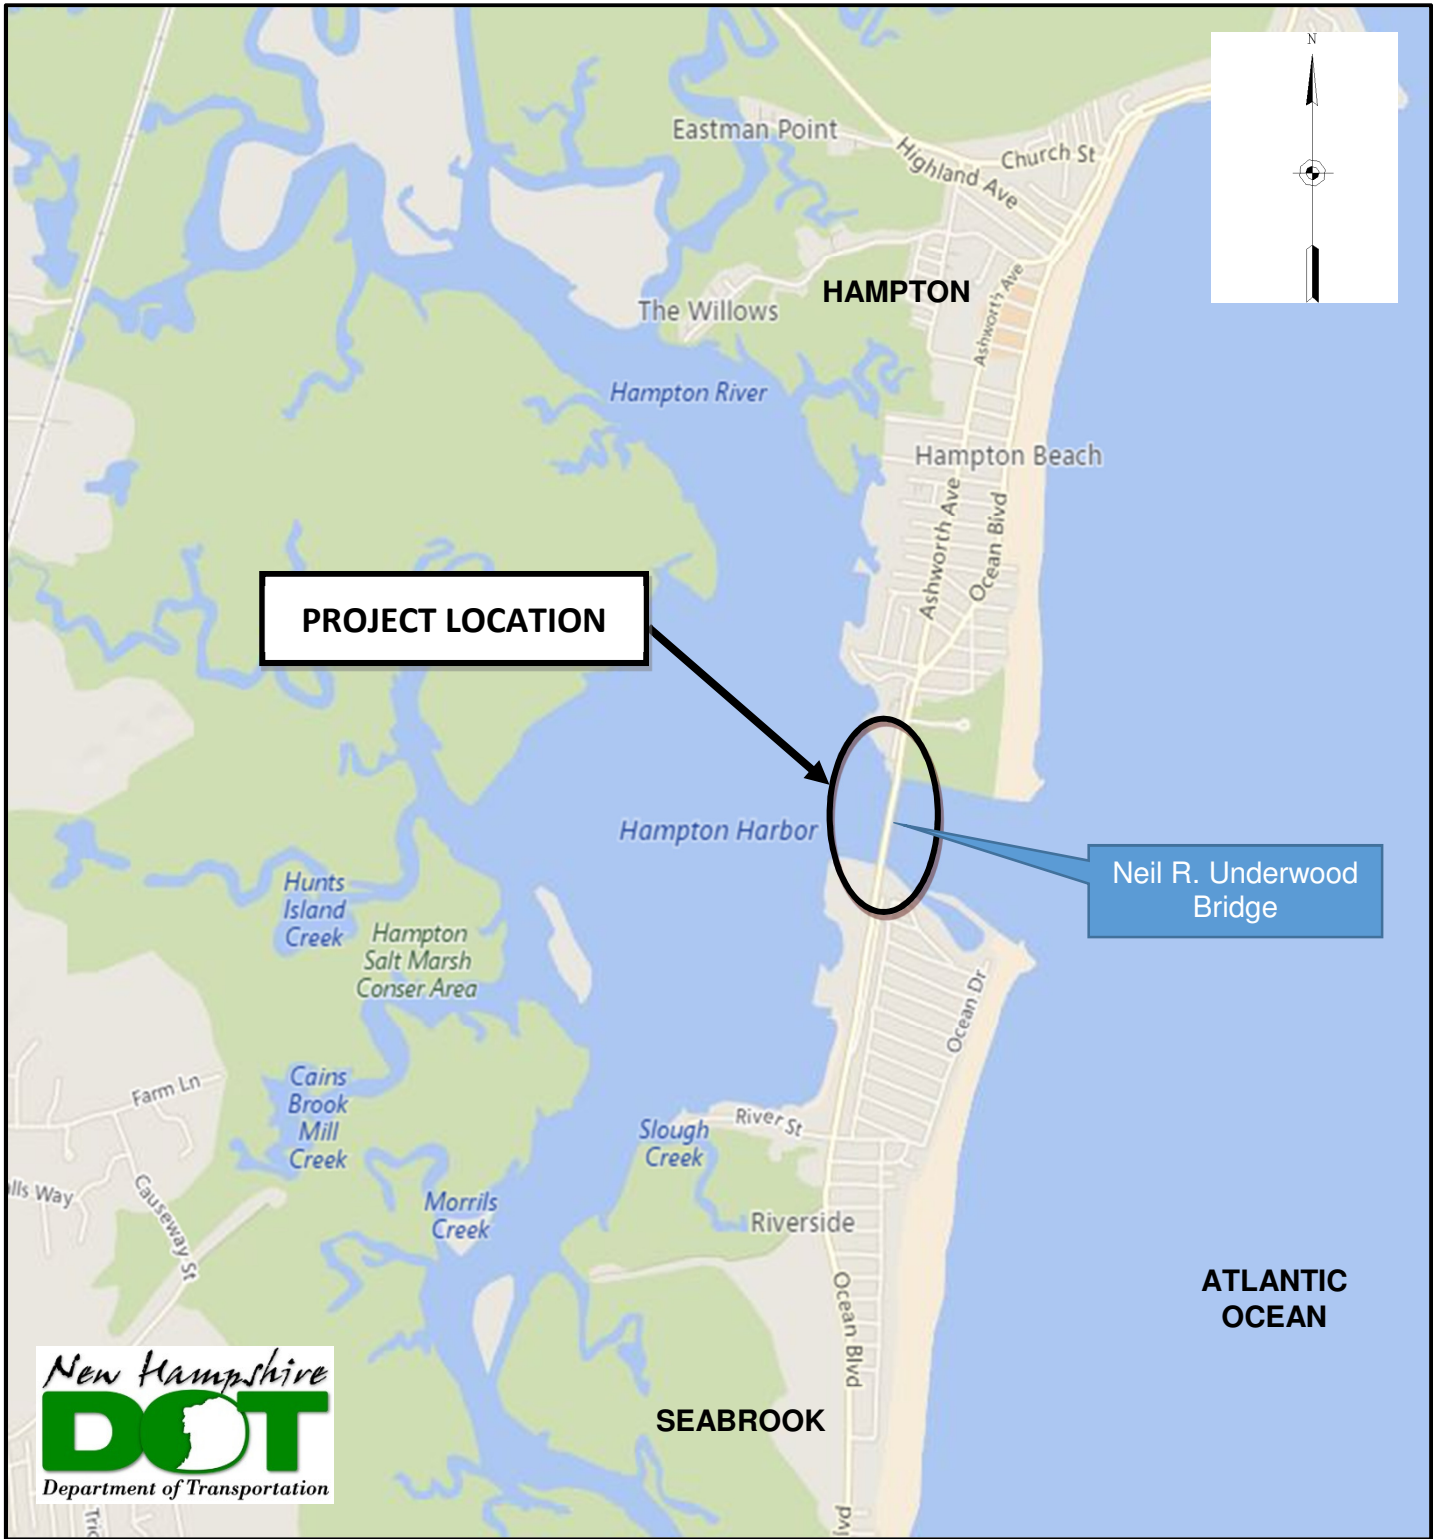 N
Eastman Point
Church St
Highland Ave
HAMPTON
The Willows
Ashworth Ave
Hampton River
Hampton Beach
Ashworth Ave
Ocean Blvd
PROJECT LOCATION
Hampton Harbor
Neil R. Underwood
Bridge
Hunts
Island
Creek
Hampton
Salt Marsh
Conser Area
Ocean Dr
Farm Ln
Cains
Brook
Mill
Creek
Slough
Creek
River St
lls Way
Causeway St
Morrils
Creek
Riverside
Ocean Blvd
ATLANTIC
OCEAN
New Hampshire
DOT
Department of Transportation
SEABROOK
Tric
lvd